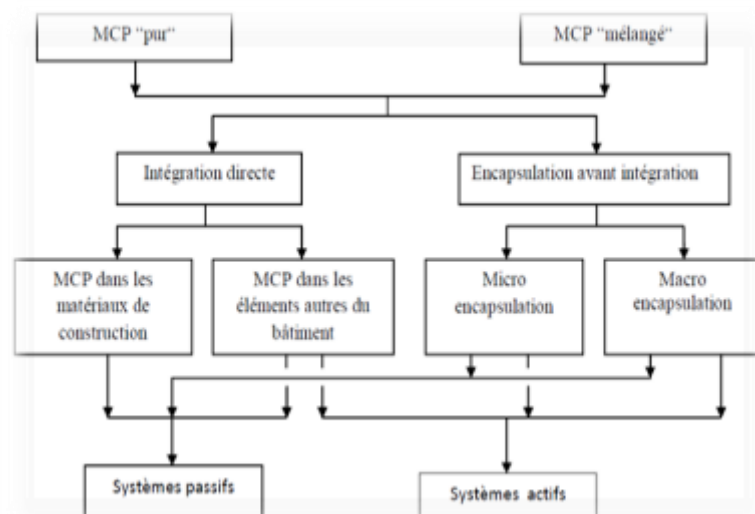 MCP "pur"
MCP "mélangé"
Intégration directe
Encapsulation avant intégration
MCP dans les
matériaux de
construction
MCP dans les
éléments autres du
bâtiment
Micro
encapsulation
Macro
encapsulation
Systèmes passifs
Systèmes actifs